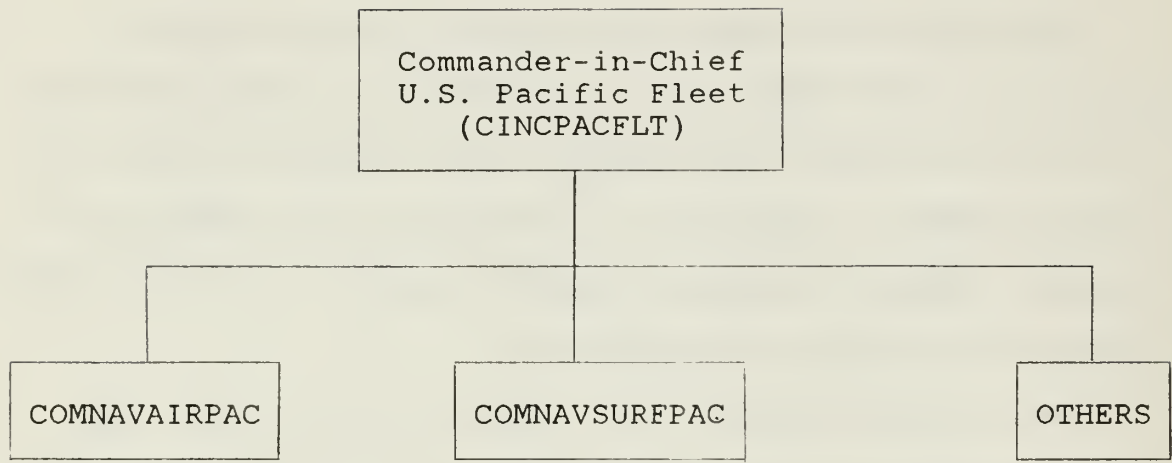 Commander-in-Chief
U.S. Pacific Fleet
(CINCPACFLT)
COMNAVAIRPAC
COMNAVSURFPAC
OTHERS